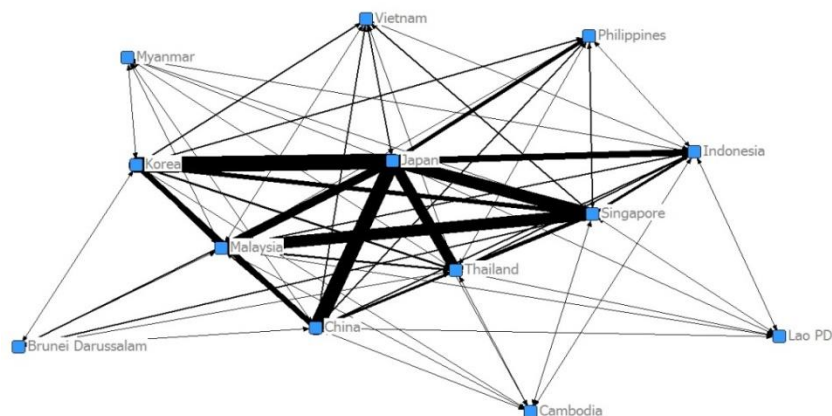 Vietnam
Philippines
Myanmar
Indonesia
Korea
Japan
Singapore
Malaysia
Thailand
China
Brunei Darussalam
Lao PD
Cambodia